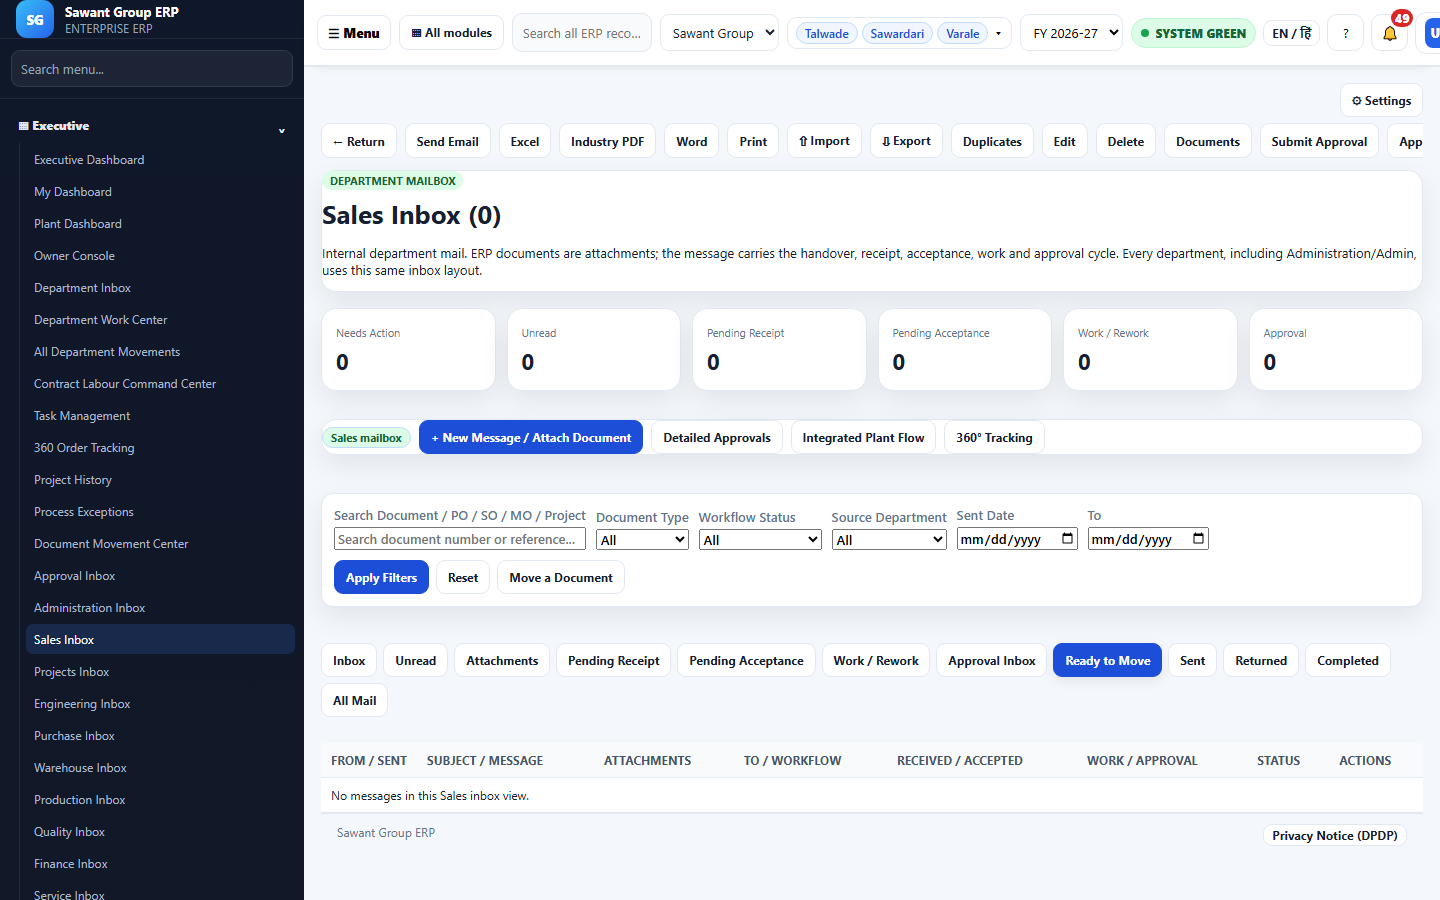 SG
Sawant Group ERP
ENTERPRISE ERP
Search menu...
Executive
Executive Dashboard
My Dashboard
Plant Dashboard
Owner Console
Department Inbox
Department Work Center
All Department Movements
Contract Labour Command Center
Task Management
360 Order Tracking
Project History
Process Exceptions
Document Movement Center
Approval Inbox
Administration Inbox
Sales Inbox
Projects Inbox
Engineering Inbox
Purchase Inbox
Warehouse Inbox
Production Inbox
Quality Inbox
Finance Inbox
Service Inbox
☰ Menu
All modules
Search all ERP reco...
Sawant Group
Talwade
Sawardari
Varale
FY 2026-27
SYSTEM GREEN
EN / हिं
?
49
U
⚙ Settings
← Return
Send Email
Excel
Industry PDF
Word
Print
⇧ Import
⇩ Export
Duplicates
Edit
Delete
Documents
Submit Approval
App
DEPARTMENT MAILBOX
Sales Inbox (0)
Internal department mail. ERP documents are attachments; the message carries the handover, receipt, acceptance, work and approval cycle. Every department, including Administration/Admin,
uses this same inbox layout.
Needs Action
0
Unread
0
Pending Receipt
0
Pending Acceptance
0
Work / Rework
0
Approval
0
Sales mailbox
+ New Message / Attach Document
Detailed Approvals
Integrated Plant Flow
360° Tracking
Search Document / PO / SO / MO / Project
Search document number or reference...
Document Type
All
Workflow Status
All
Source Department
All
Sent Date
mm/dd/yyyy
To
mm/dd/yyyy
Apply Filters
Reset
Move a Document
Inbox
Unread
Attachments
Pending Receipt
Pending Acceptance
Work / Rework
Approval Inbox
Ready to Move
Sent
Returned
Completed
All Mail
FROM / SENT
SUBJECT / MESSAGE
ATTACHMENTS
TO / WORKFLOW
RECEIVED / ACCEPTED
WORK / APPROVAL
STATUS
ACTIONS
No messages in this Sales inbox view.
Sawant Group ERP
Privacy Notice (DPDP)